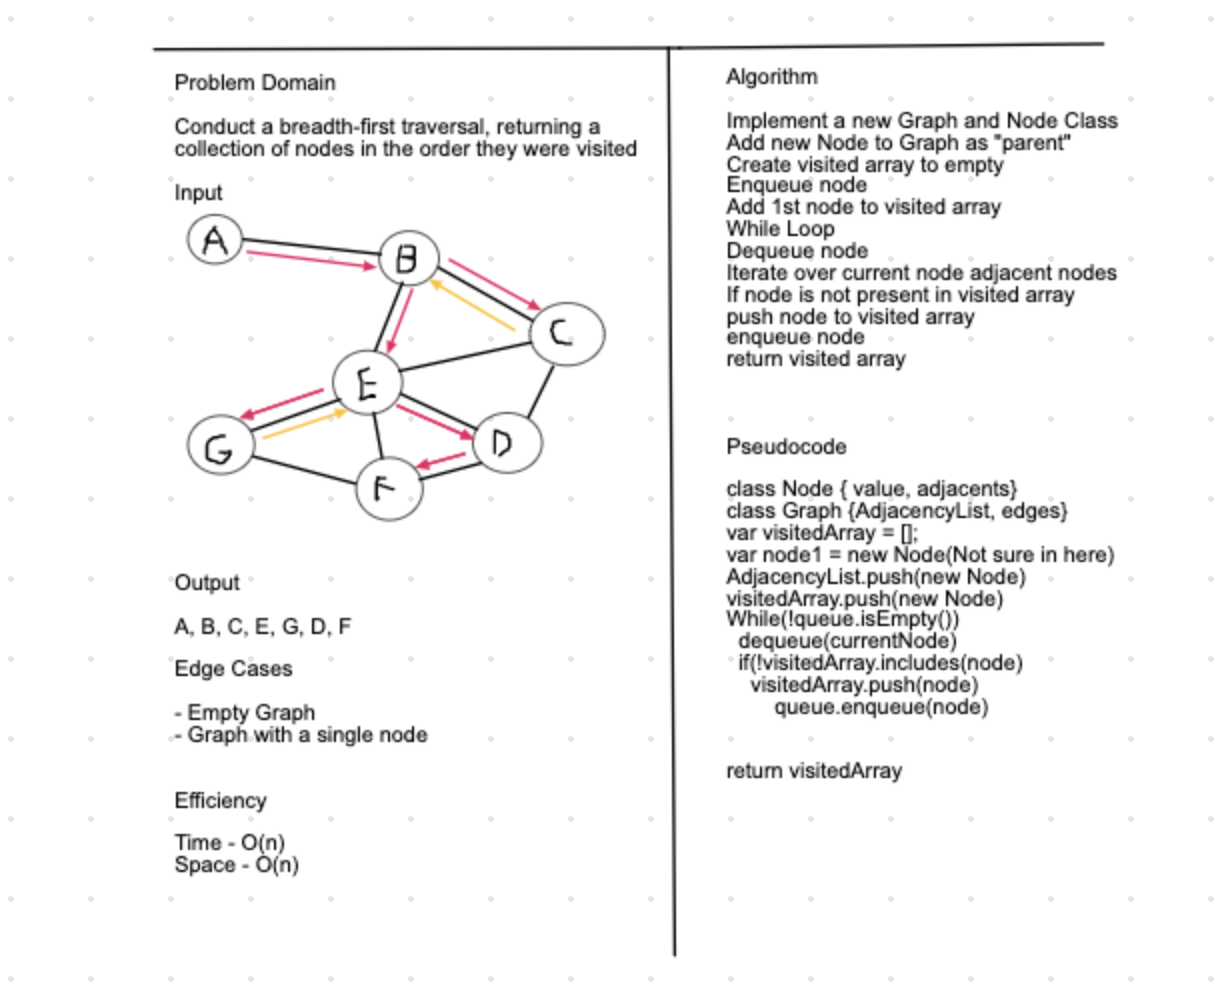 Problem Domain
Conduct a breadth-first traversal, returning a
collection of nodes in the order they were visited
Input
A
B
C
E
G
D
F
Output
A, B, C, E, G, D, F
Edge Cases
- Empty Graph
- Graph with a single node
Efficiency
Time - O(n)
Space - O(n)
Algorithm
Implement a new Graph and Node Class
Add new Node to Graph as "parent"
Create visited array to empty
Enqueue node
Add 1st node to visited array
While Loop
Dequeue node
Iterate over current node adjacent nodes
If node is not present in visited array
push node to visited array
enqueue node
return visited array
Pseudocode
class Node { value, adjacents}
class Graph {AdjacencyList, edges}
var visitedArray = [];
var node1 = new Node(Not sure in here)
AdjacencyList.push(new Node)
visitedArray.push(new Node)
While(!queue.isEmpty())
dequeue(currentNode)
if(!visitedArray.includes(node)
visitedArray.push(node)
queue.enqueue(node)
return visitedArray